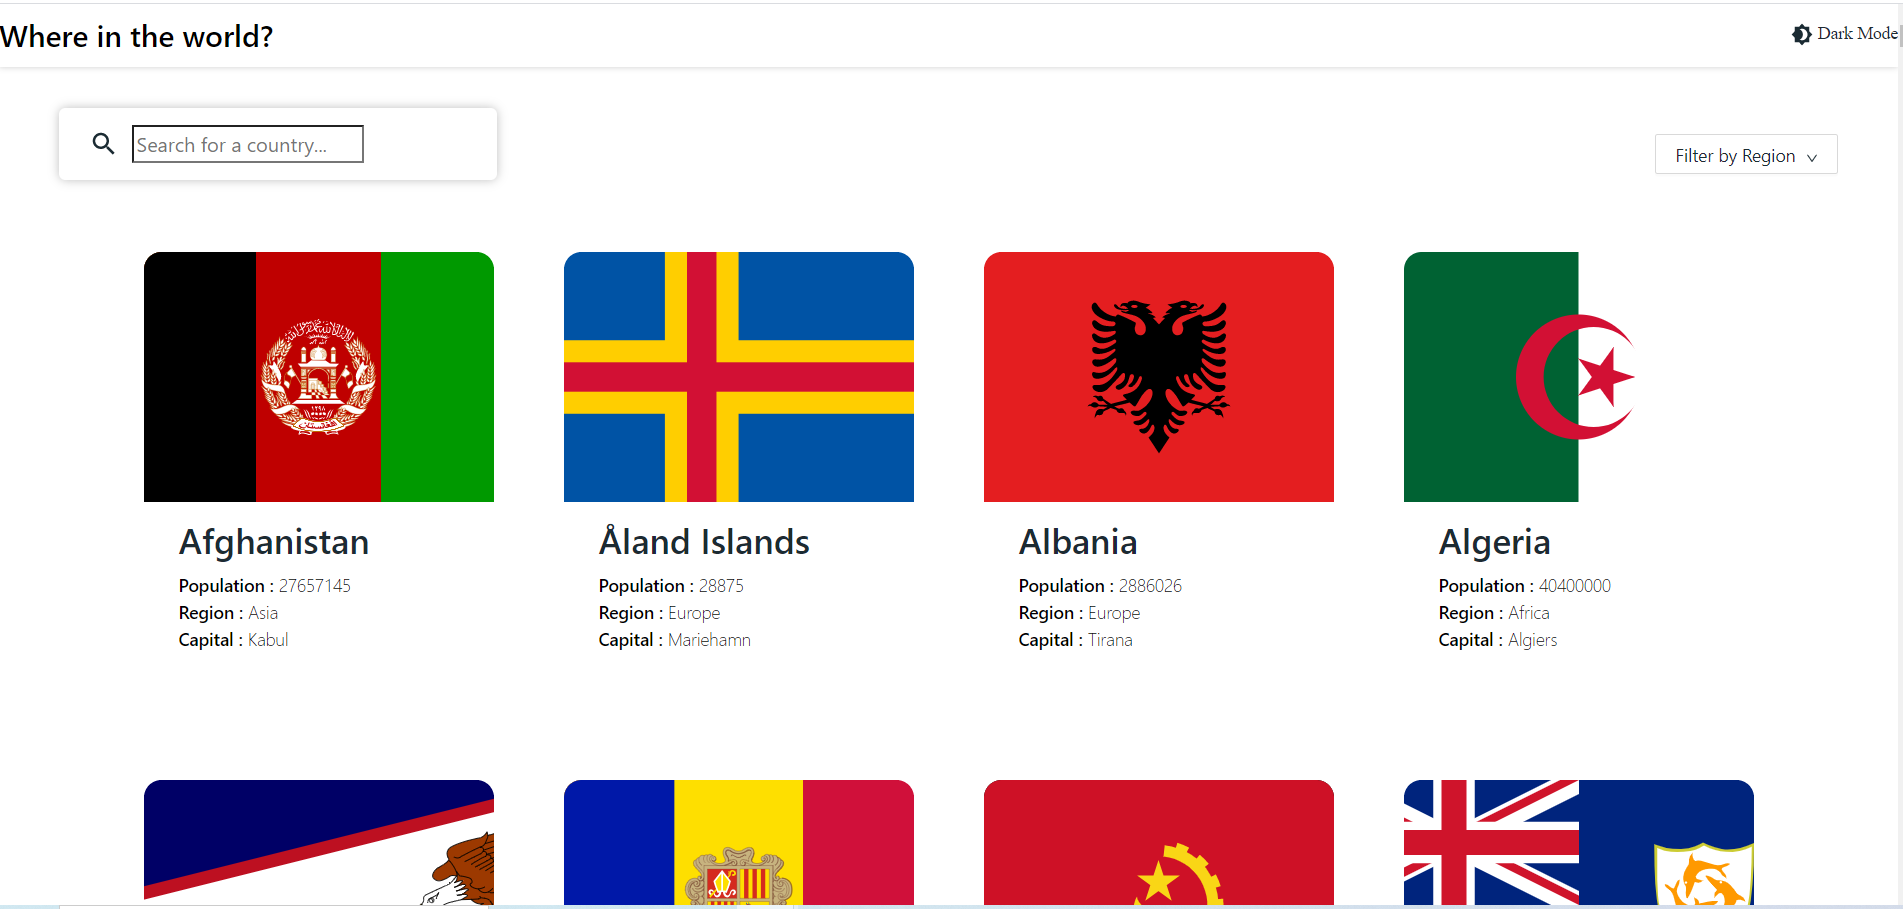 Where in the world?
Dark Mode
Search for a country...
Filter by Region
Afghanistan
Population : 27657145
Region : Asia
Capital : Kabul
Åland Islands
Population : 28875
Region : Europe
Capital : Mariehamn
Albania
Population : 2886026
Region : Europe
Capital : Tirana
Algeria
Population : 40400000
Region : Africa
Capital : Algiers